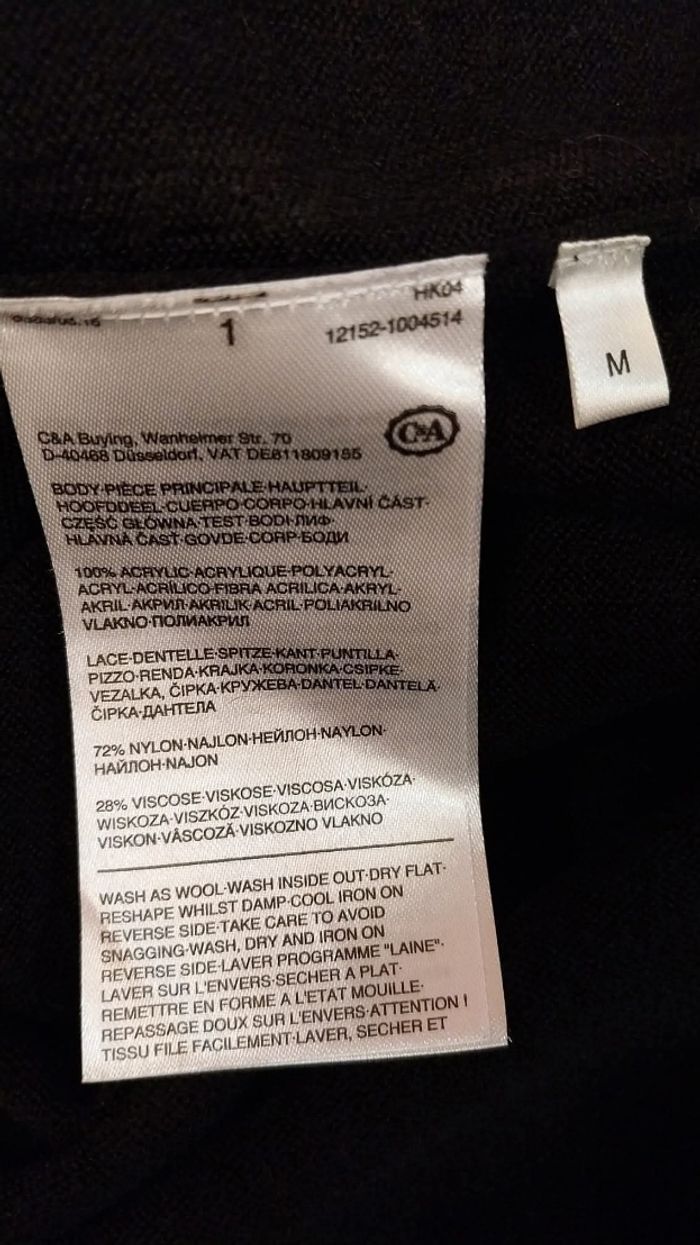 HK04
1
12152-1004514
M
C&A Buying, Wanheimer Str. 70
D-40468 Düsseldorf, VAT DE811809155
C&A
BODY·PIÈCE PRINCIPALE·HAUPTTEIL·
HOOFDDEEL·CUERPO·CORPO·HLAVNÍ ČÁST·
CZĘŚĆ GŁÓWNA·TEST·BODI·ЛИФ·
HLAVNÁ ČASŤ·GOVDE·CORP·БОДИ
100% ACRYLIC·ACRYLIQUE·POLYACRYL·
ACRYL·ACRÍLICO·FIBRA ACRILICA·AKRYL·
AKRIL·АКРИЛ·AKRILIK·ACRIL·POLIAKRILNO
VLAKNO·ПОЛИАКРИЛ
LACE·DENTELLE·SPITZE·KANT·PUNTILLA·
PIZZO·RENDA·KRAJKA·KORONKA·CSIPKE·
VEZALKA, ČIPKA·КРУЖЕВА·DANTEL·DANTELĂ·
ČIPKA·ДАНТЕЛА
72% NYLON·NAJLON·НЕЙЛОН·NAYLON·
НАЙЛОН·NAJON
28% VISCOSE·VISKOSE·VISCOSA·VISKÓZA·
WISKOZA·VISZKÓZ·VISKOZA·ВИСКОЗА·
VISKON·VÂSCOZĂ·VISKOZNO VLAKNO
WASH AS WOOL·WASH INSIDE OUT·DRY FLAT·
RESHAPE WHILST DAMP·COOL IRON ON
REVERSE SIDE·TAKE CARE TO AVOID
SNAGGING·WASH, DRY AND IRON ON
REVERSE SIDE·LAVER PROGRAMME "LAINE"·
LAVER SUR L'ENVERS·SECHER A PLAT·
REMETTRE EN FORME A L'ETAT MOUILLE·
REPASSAGE DOUX SUR L'ENVERS·ATTENTION !
TISSU FILE FACILEMENT·LAVER, SECHER ET